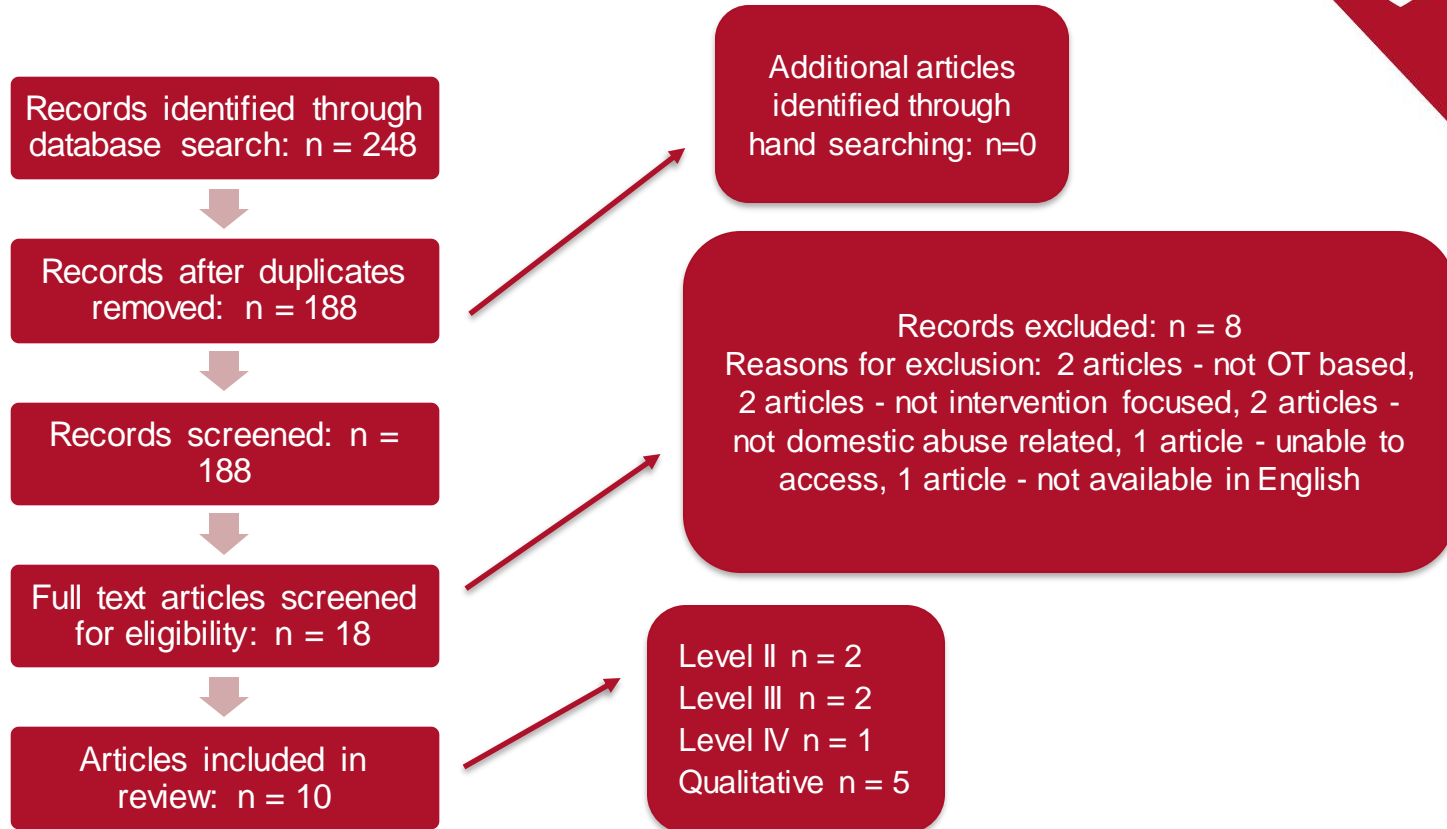 Records identified through
database search: n = 248
Additional articles
identified through
hand searching: n=0
Records after duplicates
removed: n = 188
Records screened: n =
188
Records excluded: n = 8
Reasons for exclusion: 2 articles - not OT based,
2 articles - not intervention focused, 2 articles -
not domestic abuse related, 1 article - unable to
access, 1 article - not available in English
Full text articles screened
for eligibility: n = 18
Articles included in
review: n = 10
Level II n = 2
Level III n = 2
Level IV n = 1
Qualitative n = 5